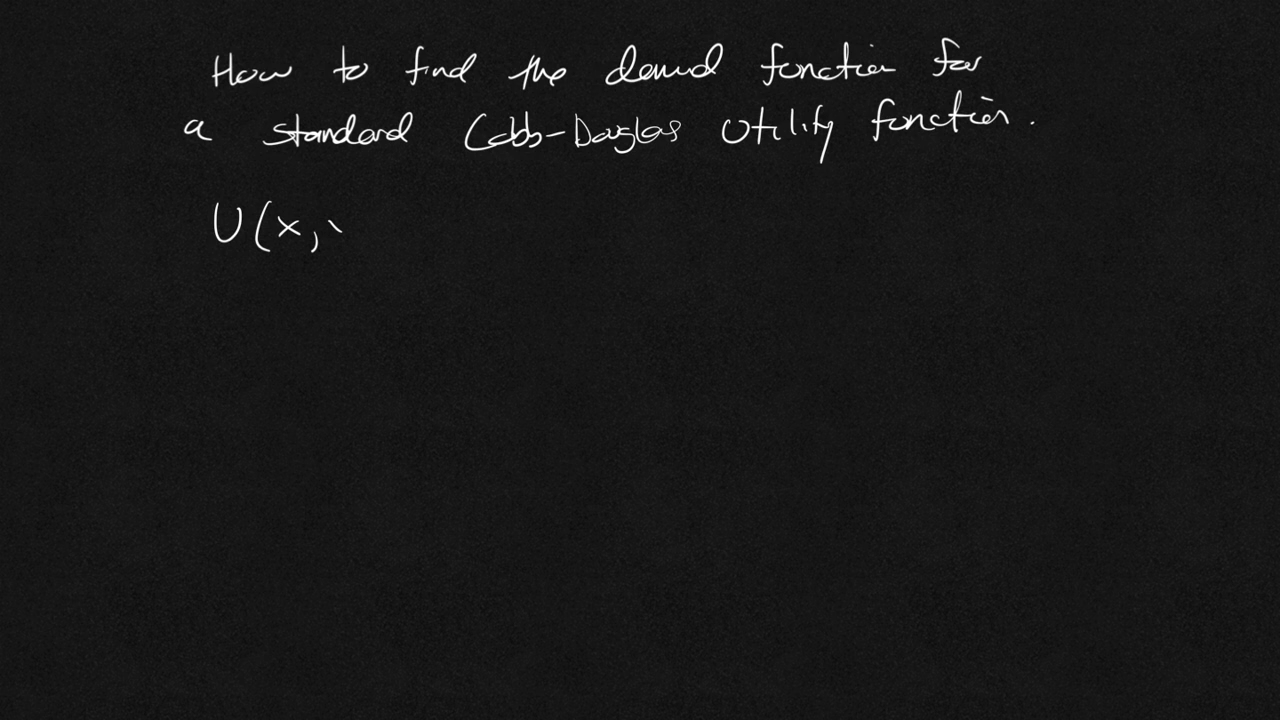 How to find the demand function for
a standard Cobb-Douglas utility function.
U(x,